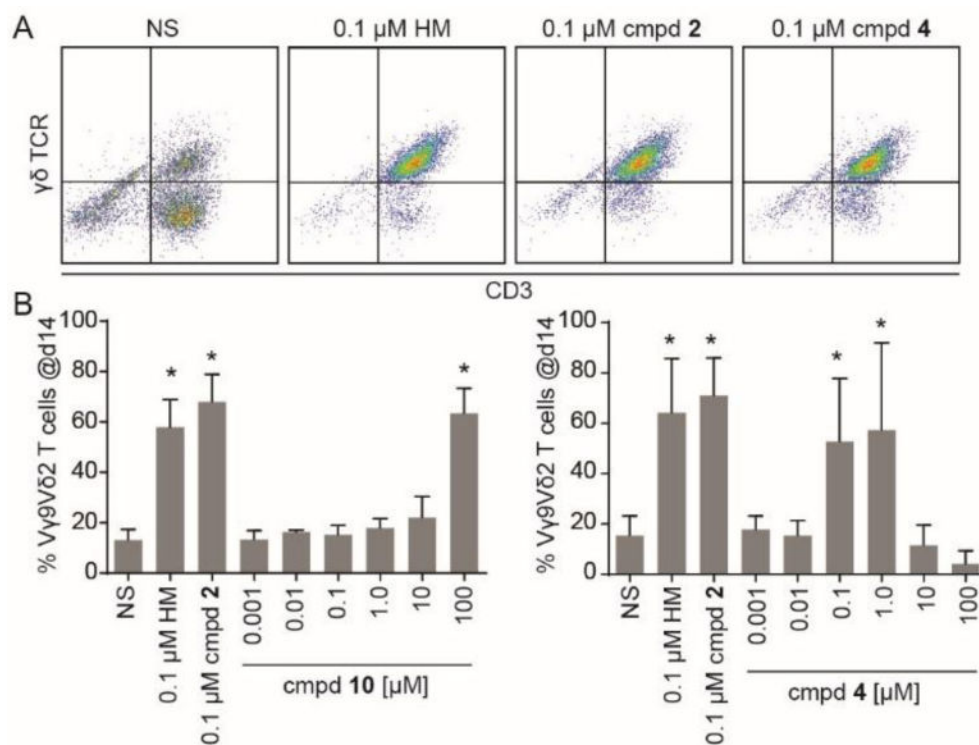 A
NS
0.1 µM HM
0.1 µM cmpd 2
0.1 µM cmpd 4
γδ TCR
CD3
B
% Vγ9Vδ2 T cells @d14
100
80
60
40
20
0
NS
0.1 µM HM
0.1 µM cmpd 2
0.001
0.01
0.1
1.0
10
100
cmpd 10 [µM]
* * *
% Vγ9Vδ2 T cells @d14
100
80
60
40
20
0
NS
0.1 µM HM
0.1 µM cmpd 2
0.001
0.01
0.1
1.0
10
100
cmpd 4 [µM]
* * * *